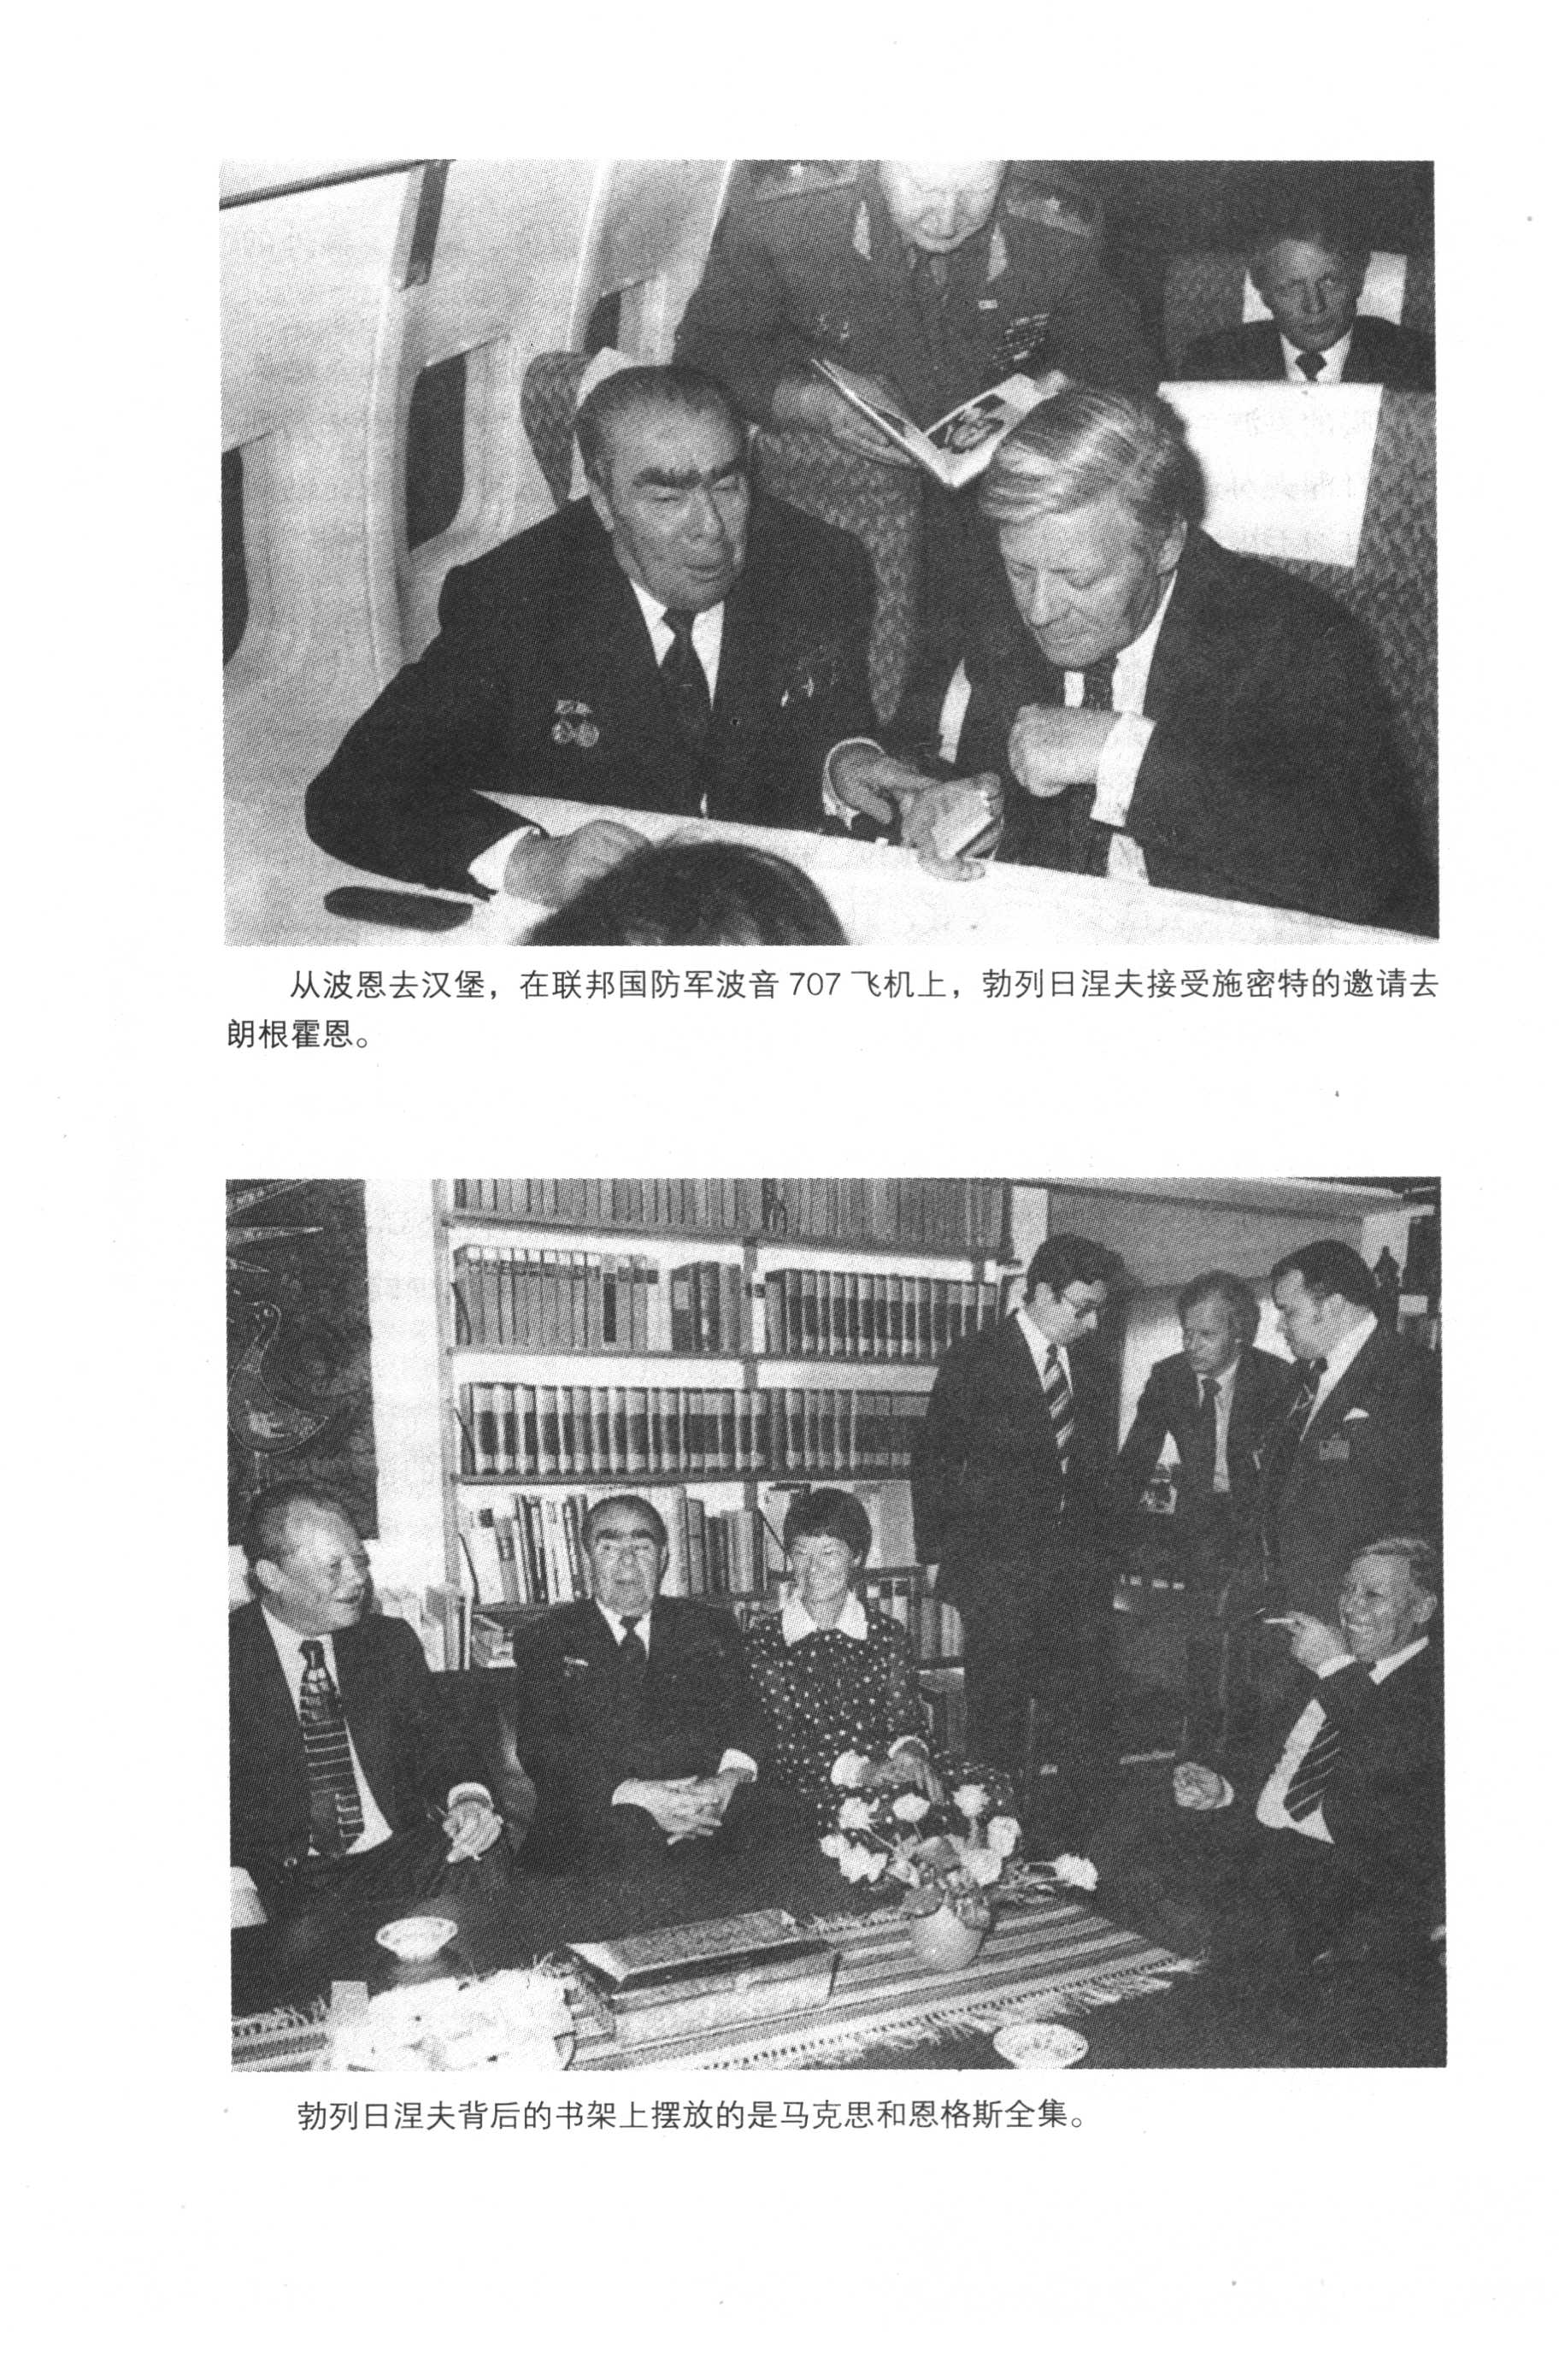 从波恩去汉堡，在联邦国防军波音 707 飞机上，勃列日涅夫接受施密特的邀请去
朗根霍恩。
勃列日涅夫背后的书架上摆放的是马克思和恩格斯全集。